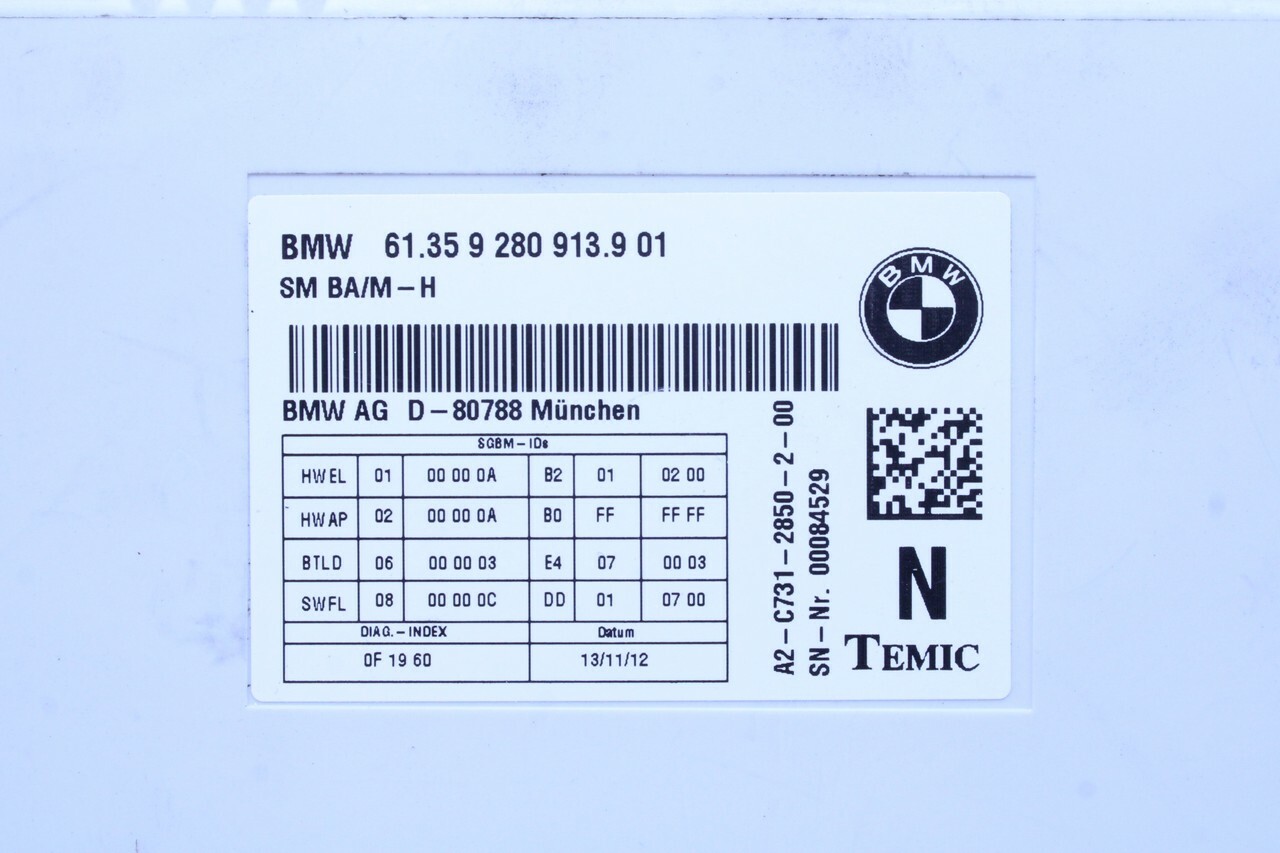 BMW 61.35 9 280 913.9 01
SM BA/M-H
BMW
BMW AG D-80788 München
SGBM-IDs
HWEL 01 00 00 0A B2 01 02 00
HWAP 02 00 00 0A B0 FF FF FF
BTLD 06 00 00 03 E4 07 00 03
SWFL 08 00 00 0C DD 01 07 00
DIAG.-INDEX Datum
0F 19 60 13/11/12
A2-C731-2850-2-00
SN-Nr. 00084529
N
TEMIC